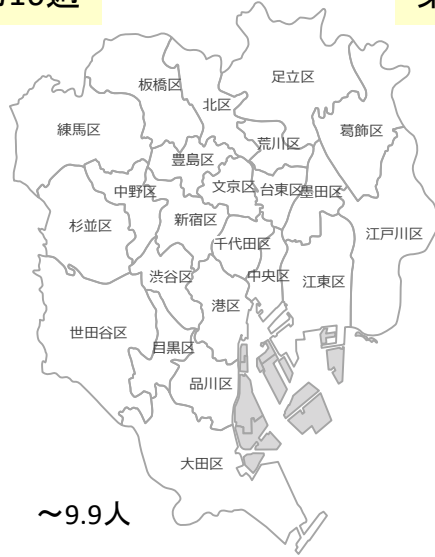 10週
足立区
板橋区
北区
練馬区
荒川区
葛飾区
豊島区
中野区
文京区
台東区
墨田区
杉並区
新宿区
千代田区
江戸川区
渋谷区
中央区
江東区
港区
世田谷区
目黒区
品川区
大田区
～9.9人